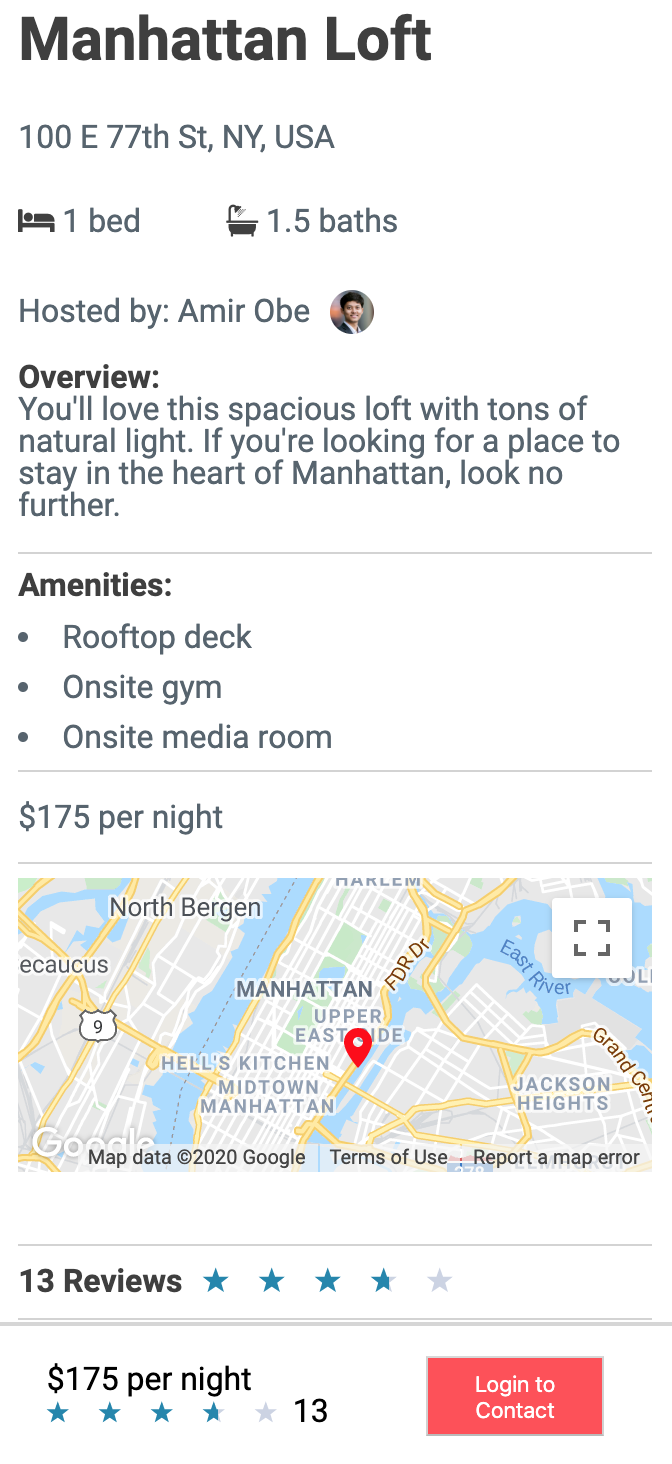 Manhattan Loft
100 E 77th St, NY, USA
1 bed 1.5 baths
Hosted by: Amir Obe
Overview:
You'll love this spacious loft with tons of
natural light. If you're looking for a place to
stay in the heart of Manhattan, look no
further.
Amenities:
• Rooftop deck
• Onsite gym
• Onsite media room
$175 per night
HARLEM
North Bergen
FDR Dr
East River
ecaucus
MANHATTAN
UPPER
9
HELL'S KITCHEN
Grand Cent
MIDTOWN
MANHATTAN
JACKSON
HEIGHTS
Google
Map data ©2020 Google Terms of Use Report a map error
278
13 Reviews
$175 per night
13
Login to
Contact